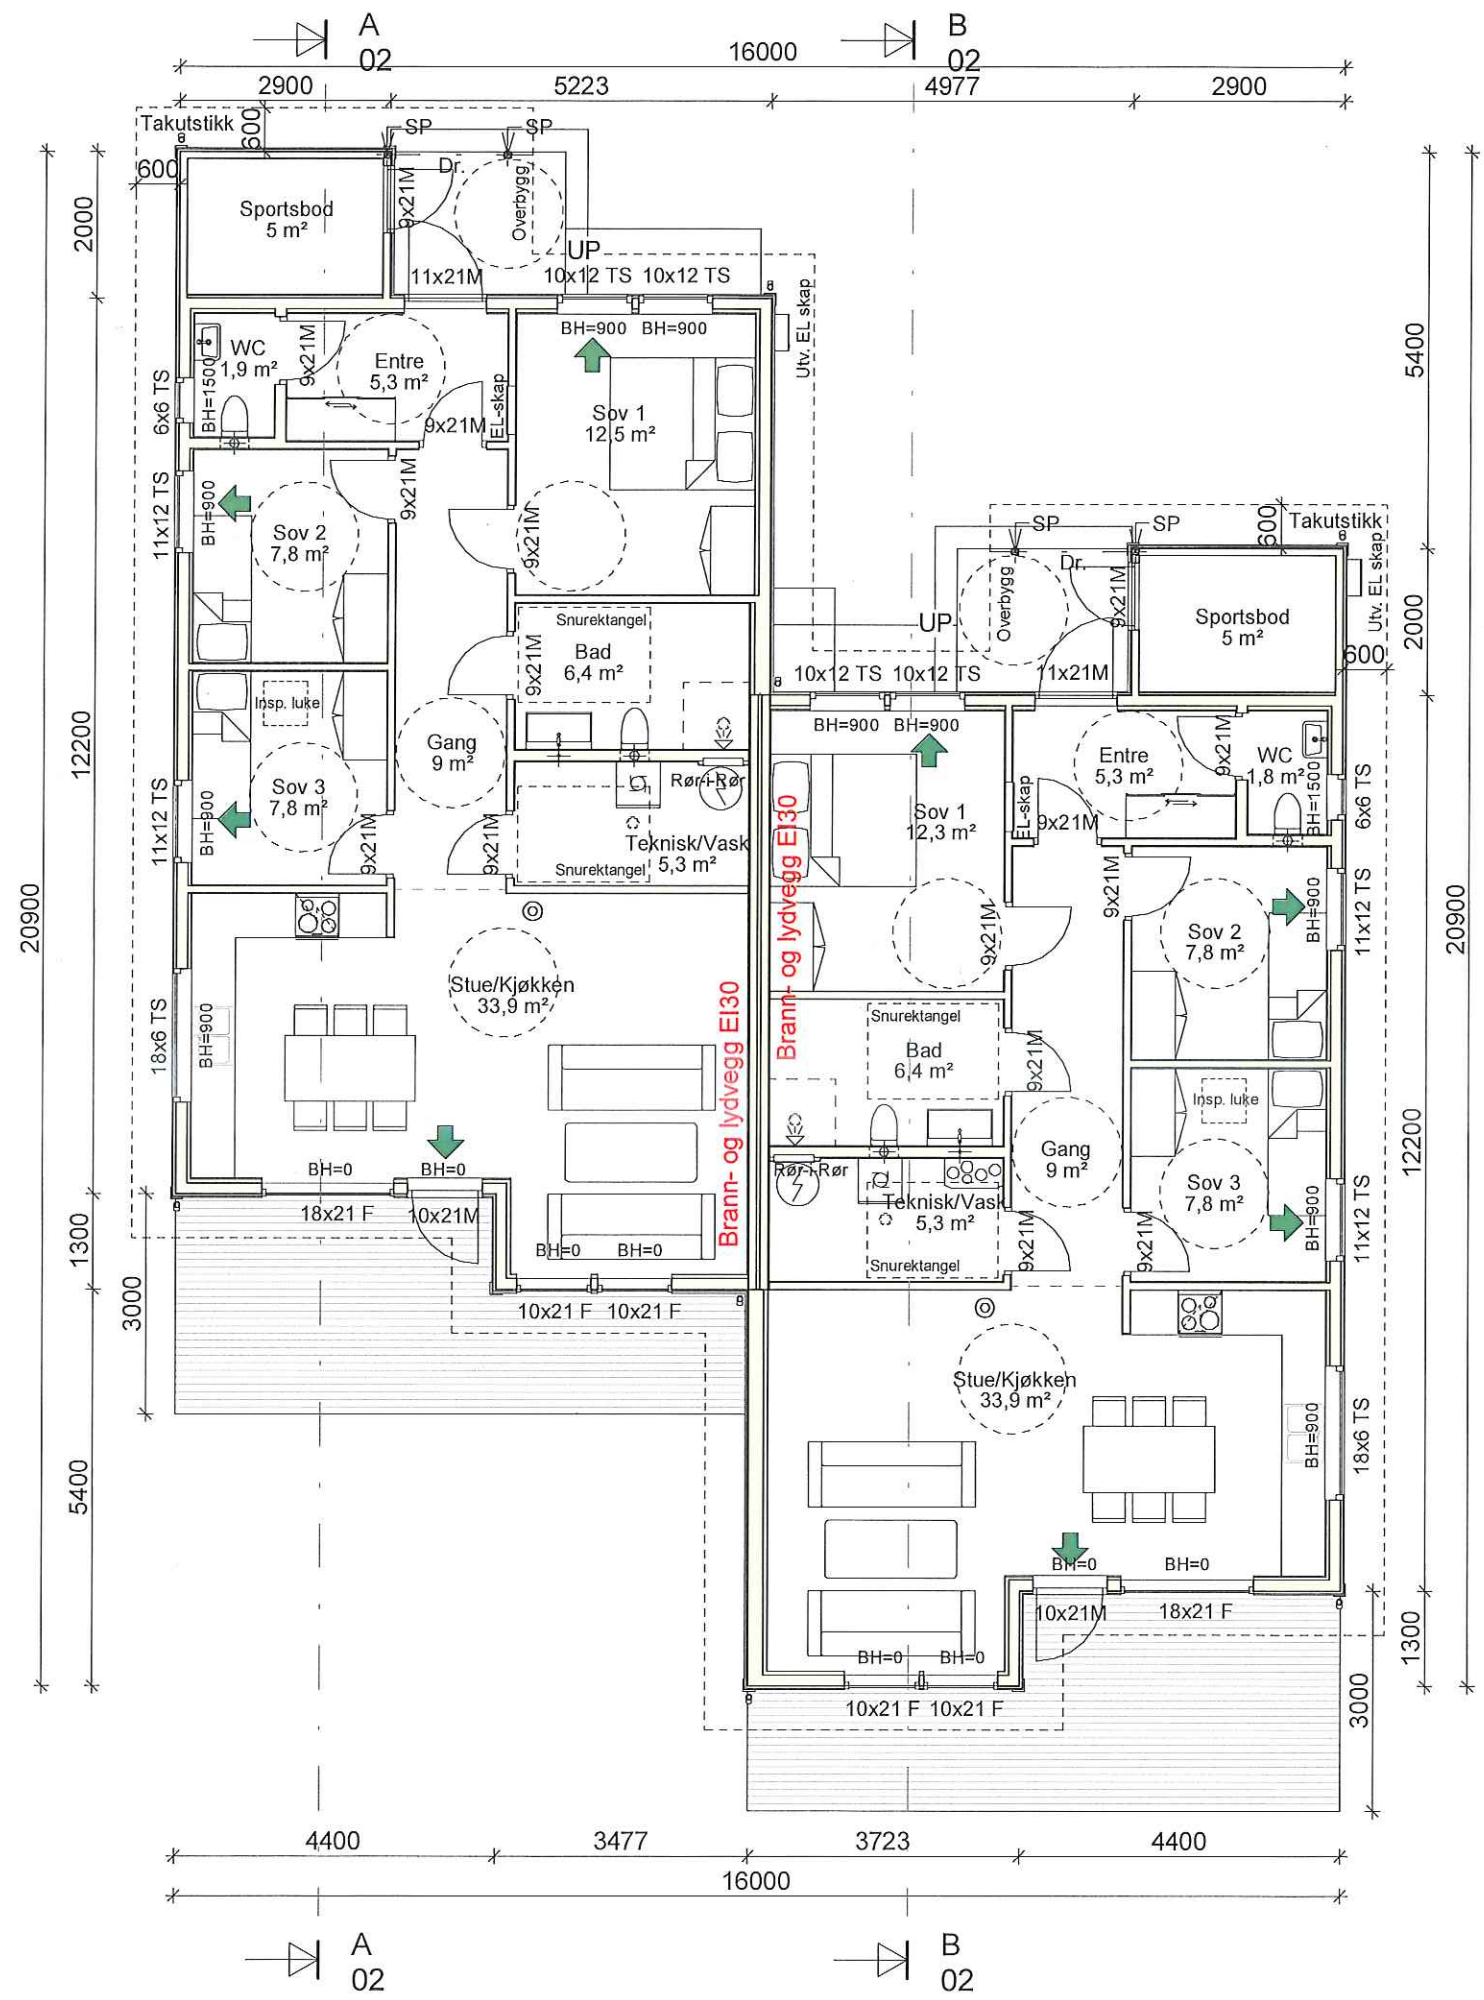 A
02
B
02
16000
2900
5223
4977
2900
Takutstikk
600
600
SP
SP
Dr.
9x21M
Overbygg
Sportsbod
5 m²
11x21M
UP
10x12 TS
10x12 TS
BH=900
BH=900
Utv. EL skap
WC
1,9 m²
BH=1500
6x6 TS
9x21M
Entre
5,3 m²
9x21M
EL-skap
Sov 1
12,5 m²
9x21M
11x12 TS
BH=900
Sov 2
7,8 m²
9x21M
Snurektangel
Bad
6,4 m²
9x21M
Insp. luke
Sov 3
7,8 m²
11x12 TS
BH=900
9x21M
Gang
9 m²
Rør-i-Rør
Teknisk/Vask
5,3 m²
Snurektangel
9x21M
Stue/Kjøkken
33,9 m²
18x6 TS
BH=900
Brann- og lydvegg EI30
BH=0
BH=0
18x21 F
10x21M
BH=0
BH=0
10x21 F
10x21 F
2000
12200
1300
3000
5400
20900
SP
SP
Takutstikk
600
600
Dr.
9x21M
Overbygg
Sportsbod
5 m²
Utv. EL skap
UP
10x12 TS
10x12 TS
11x21M
BH=900
BH=900
Sov 1
12,3 m²
Brann- og lydvegg EI30
EL-skap
9x21M
Entre
5,3 m²
9x21M
WC
1,8 m²
BH=1500
6x6 TS
9x21M
9x21M
Sov 2
7,8 m²
BH=900
11x12 TS
Snurektangel
Bad
6,4 m²
9x21M
Insp. luke
Gang
9 m²
Sov 3
7,8 m²
BH=900
11x12 TS
Rør-i-Rør
Teknisk/Vask
5,3 m²
Snurektangel
9x21M
9x21M
Stue/Kjøkken
33,9 m²
BH=900
18x6 TS
BH=0
BH=0
10x21M
18x21 F
BH=0
BH=0
10x21 F
10x21 F
5400
2000
12200
1300
3000
20900
4400
3477
3723
4400
16000
A
02
B
02